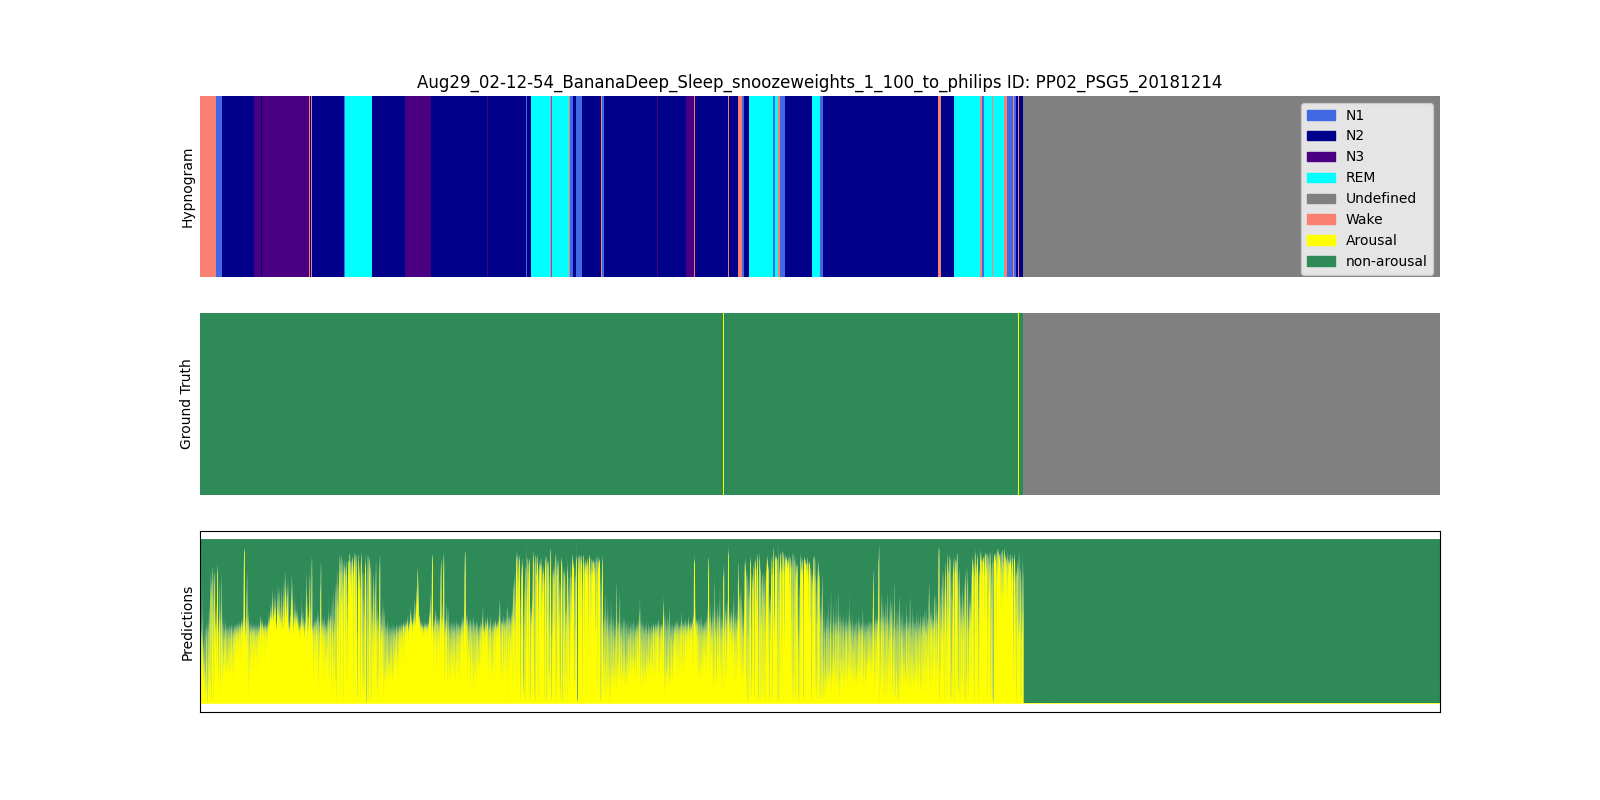 Aug29_02-12-54_BananaDeep_Sleep_snoozeweights_1_100_to_philips ID: PP02_PSG5_20181214
Hypnogram
N1
N2
N3
REM
Undefined
Wake
Arousal
non-arousal
Ground Truth
Predictions